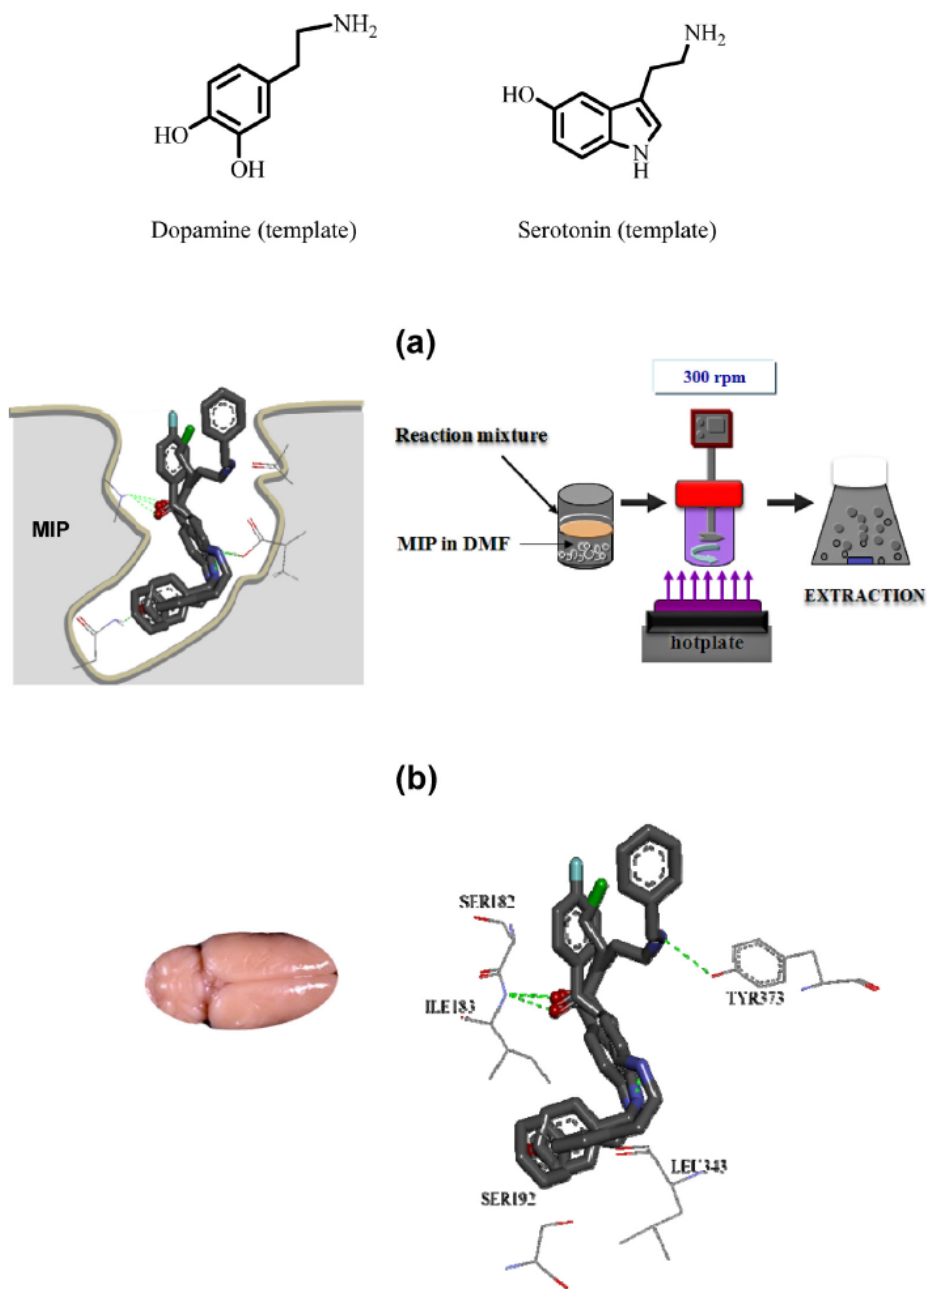 NH₂
NH₂
HO
HO
OH
N
H
Dopamine (template)
Serotonin (template)
(a)
300 rpm
Reaction mixture
MIP
MIP in DMF
EXTRACTION
hotplate
(b)
SER182
ILE183
TYR373
LEU343
SER192